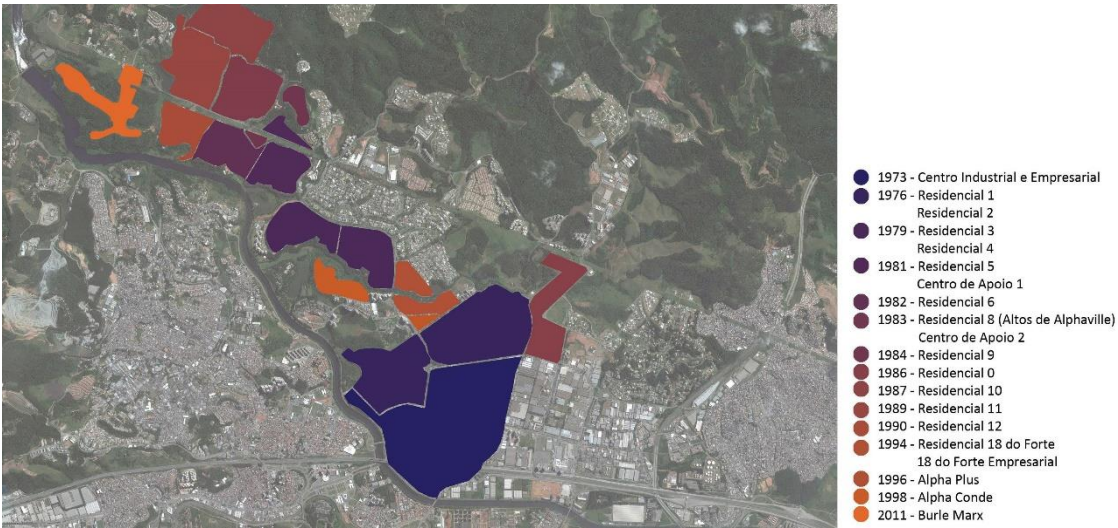 1973 - Centro Industrial e Empresarial
1976 - Residencial 1
Residencial 2
1979 - Residencial 3
Residencial 4
1981 - Residencial 5
Centro de Apoio 1
1982 - Residencial 6
1983 - Residencial 8 (Altos de Alphaville)
Centro de Apoio 2
1984 - Residencial 9
1986 - Residencial 0
1987 - Residencial 10
1989 - Residencial 11
1990 - Residencial 12
1994 - Residencial 18 do Forte
18 do Forte Empresarial
1996 - Alpha Plus
1998 - Alpha Conde
2011 - Burle Marx